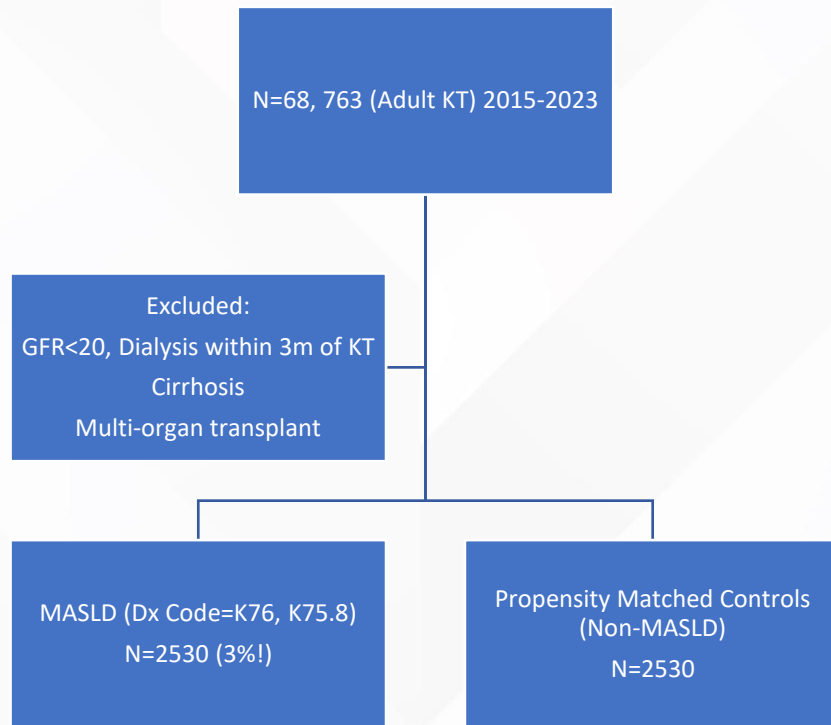 N=68, 763 (Adult KT) 2015-2023
Excluded:
GFR<20, Dialysis within 3m of KT
Cirrhosis
Multi-organ transplant
MASLD (Dx Code=K76, K75.8)
N=2530 (3%!)
Propensity Matched Controls
(Non-MASLD)
N=2530